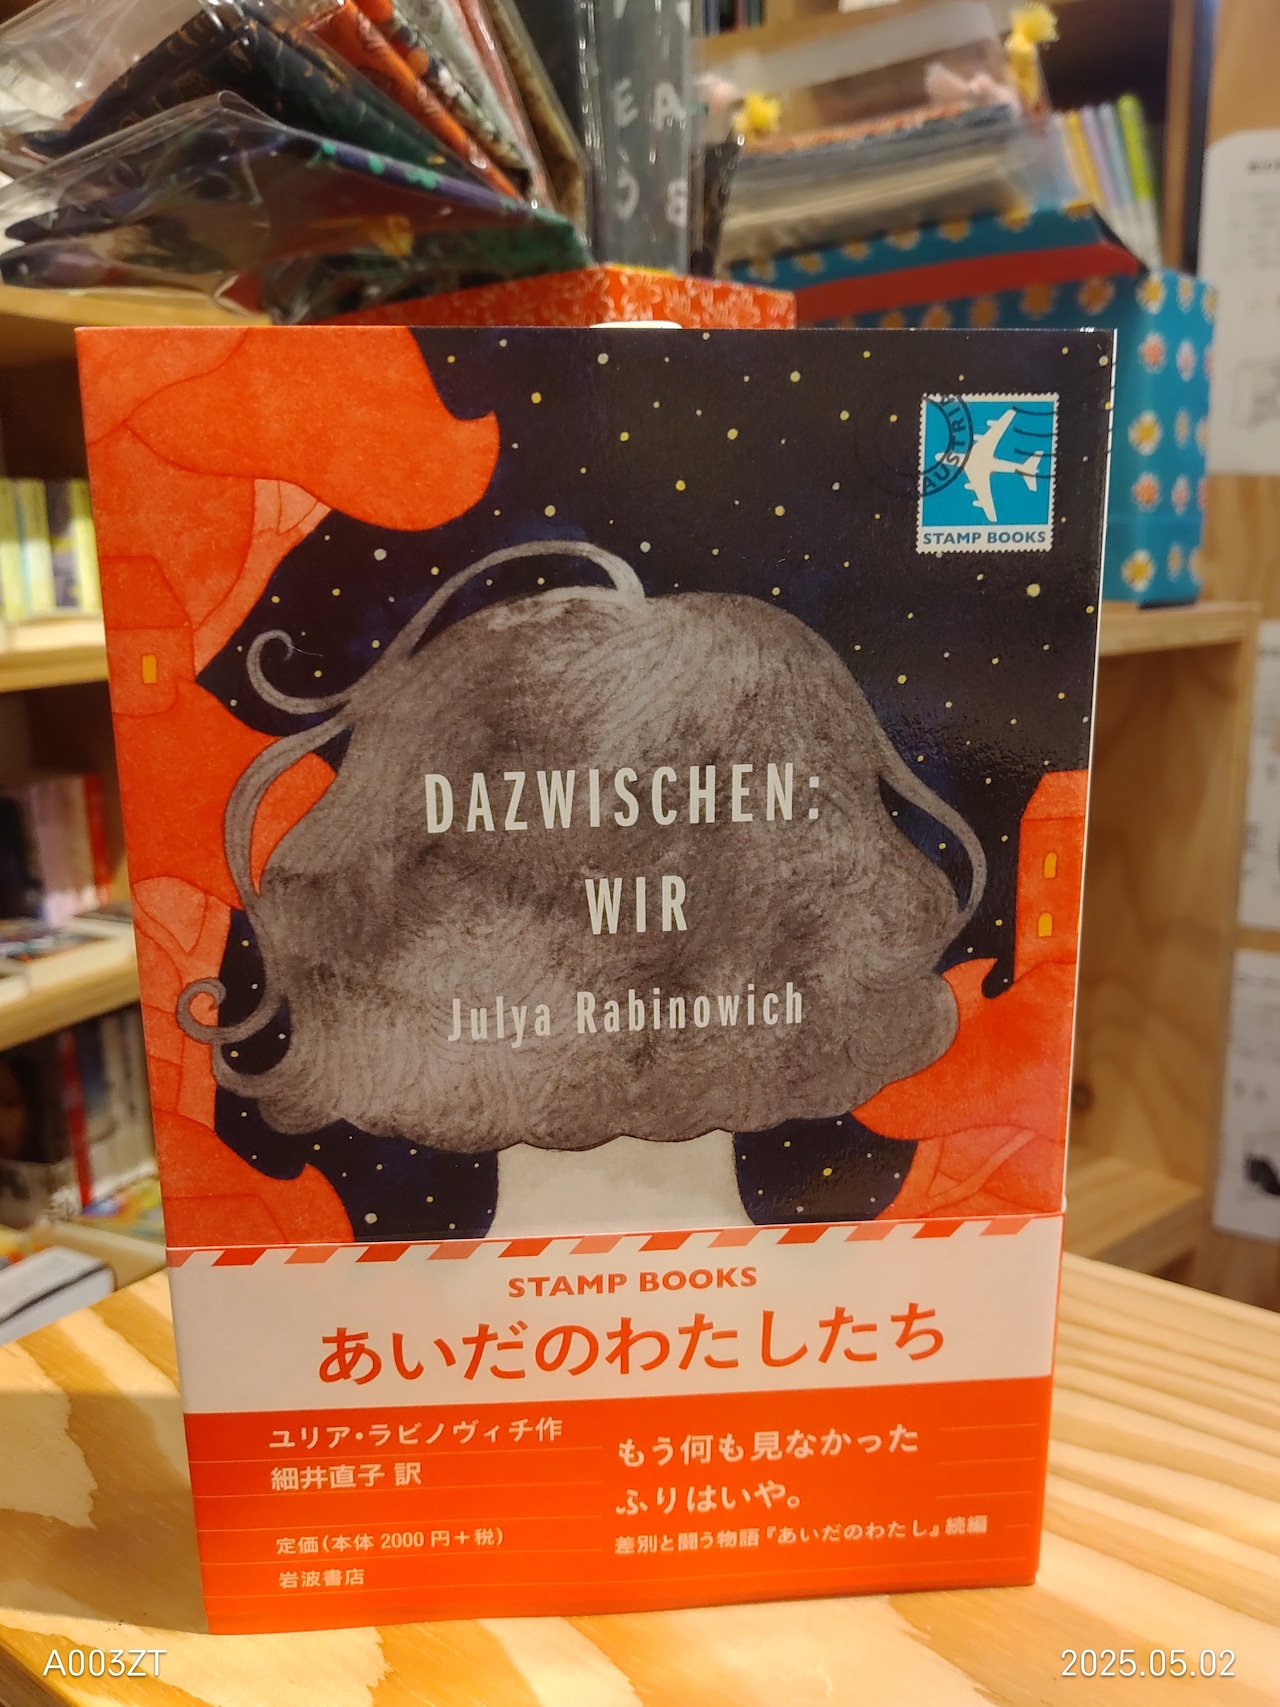 AUSTRI
STAMP BOOKS
DAZWISCHEN:
WIR
Julya Rabinowich
STAMP BOOKS
あいだのわたしたち
ユリア・ラビノヴィチ作
細井直子 訳
定価(本体 2000 円+税)
岩波書店
もう何も見なかった
ふりはいや。
差別と闘う物語『あいだのわたし』続編
A003ZT
2025.05.02